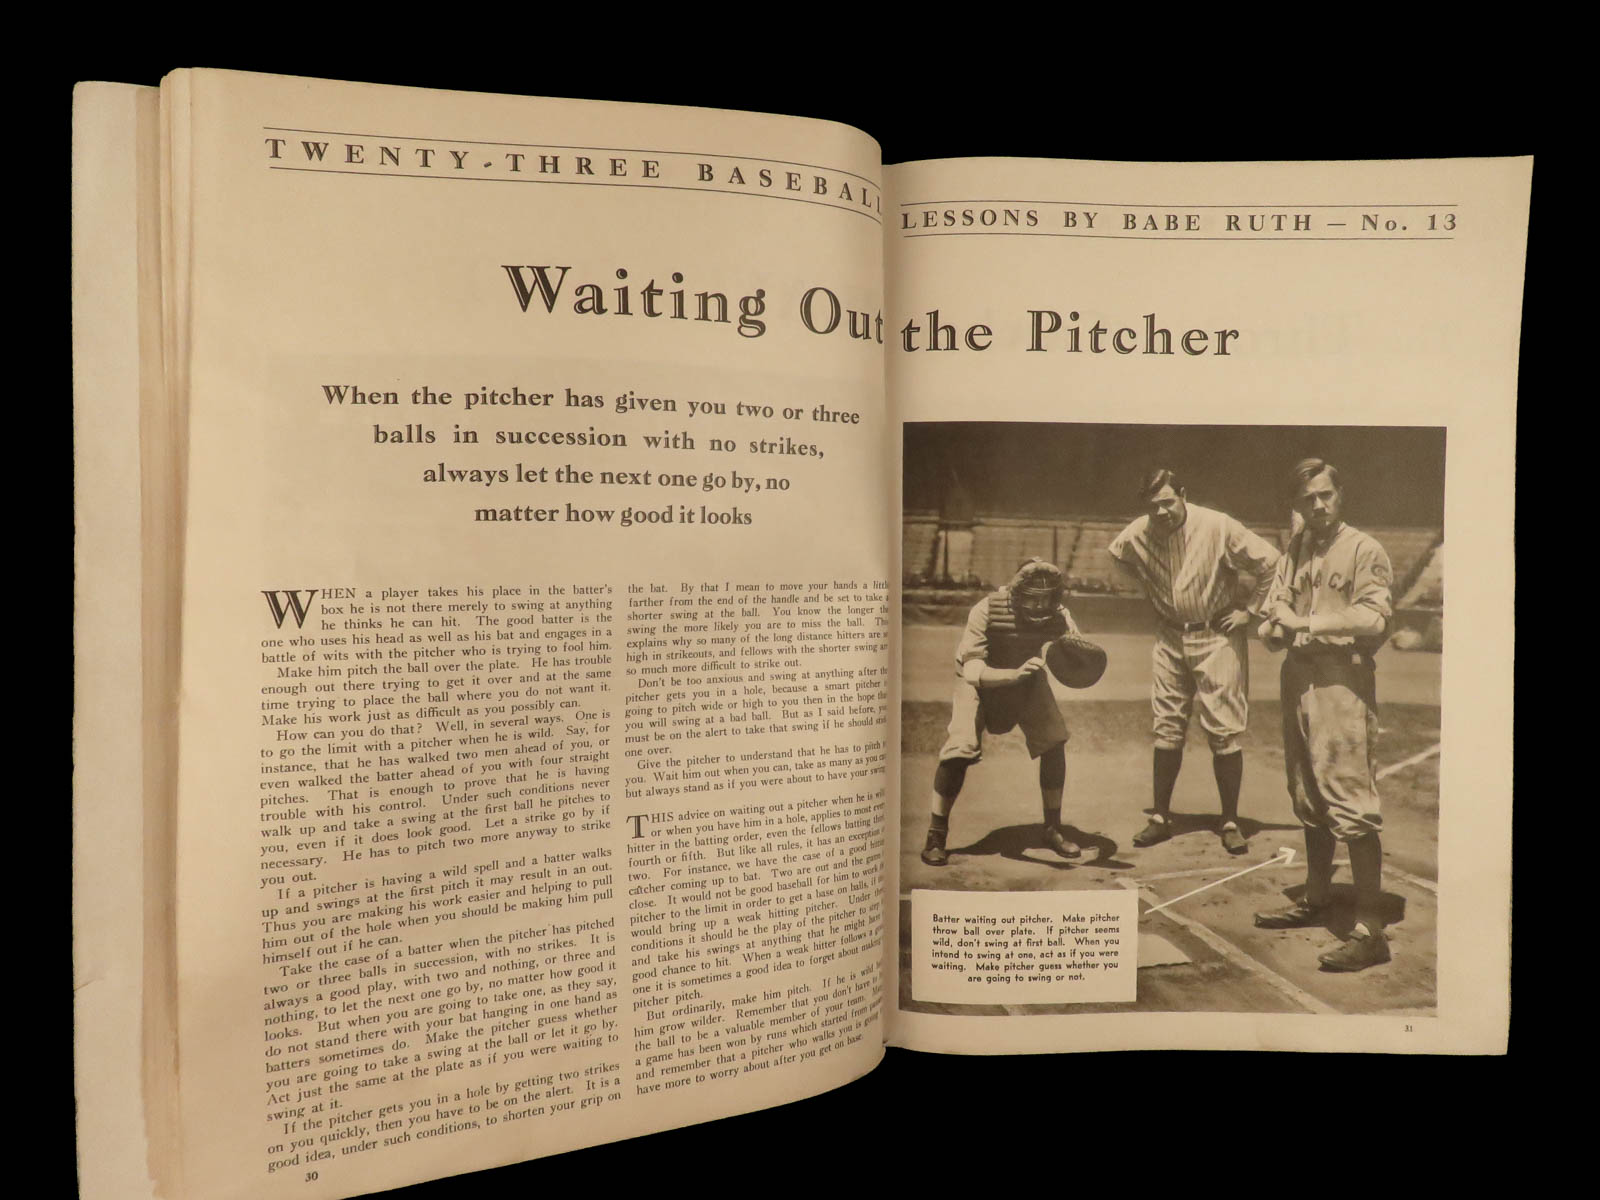 TWENTY-THREE BASEBALL LESSONS BY BABE RUTH — No. 13
Waiting Out the Pitcher
When the pitcher has given you two or three
balls in succession with no strikes,
always let the next one go by, no
matter how good it looks
WHEN a player takes his place in the batter's
box he is not there merely to swing at anything
he thinks he can hit. The good batter is the
one who uses his head as well as his bat and engages in a
battle of wits with the pitcher who is trying to fool him.
Make him pitch the ball over the plate. He has trouble
enough out there trying to get it over and at the same
time trying to place the ball where you do not want it.
Make his work just as difficult as you possibly can.
How can you do that? Well, in several ways. One is
to go the limit with a pitcher when he is wild. Say, for
instance, that he has walked two men ahead of you, or
even walked the batter ahead of you with four straight
pitches. That is enough to prove that he is having
trouble with his control. Under such conditions never
walk up and take a swing at the first ball he pitches to
you, even if it does look good. Let a strike go by if
necessary. He has to pitch two more anyway to strike
you out.
If a pitcher is having a wild spell and a batter walks
up and swings at the first pitch it may result in an out.
Thus you are making his work easier and helping to pull
him out of the hole when you should be making him pull
himself out if he can.
Take the case of a batter when the pitcher has pitched
two or three balls in succession, with no strikes. It is
always a good play, with two and nothing, or three and
nothing, to let the next one go by, no matter how good it
looks. But when you are going to take one, as they say,
do not stand there with your bat hanging in one hand as
batters sometimes do. Make the pitcher guess whether
you are going to take a swing at the ball or let it go by.
Act just the same at the plate as if you were waiting to
swing at it.
If the pitcher gets you in a hole by getting two strikes
on you quickly, then you have to be on the alert. It is a
good idea, under such conditions, to shorten your grip on
30
the bat. By that I mean to move your hands a little
farther from the end of the handle and be set to take a
shorter swing at the ball. You know the longer the
swing the more likely you are to miss the ball. This
explains why so many of the long distance hitters are so
high in strikeouts, and fellows with the shorter swing are
so much more difficult to strike out.
Don't be too anxious and swing at anything after the
pitcher gets you in a hole, because a smart pitcher is
going to pitch wide or high to you then in the hope that
you will swing at a bad ball. But as I said before, you
must be on the alert to take that swing if he should
one over.
Give the pitcher to understand that he has to pitch to
you. Wait him out when you can, take as many as you can
but always stand as if you were about to have your swing.
THIS advice on waiting out a pitcher when he is wild
or when you have him in a hole, applies to most every
hitter in the batting order, even the fellows batting third,
fourth or fifth. But like all rules, it has an exception or
two. For instance, we have the case of a good hitting
catcher coming up to bat. Two are out and the game is
close. It would not be good baseball for him to work the
pitcher to the limit in order to get a base on balls, if this
would bring up a weak hitting pitcher. Under these
conditions it should be the play of the pitcher to
and take his swings at anything that he might have a
good chance to hit. When a weak hitter follows a good
one it is sometimes a good idea to forget about making the
pitcher pitch.
But ordinarily, make him pitch. If he is wild
him grow wilder. Remember that you don't have to hit
the ball to be a valuable member of your team. Many
a game has been won by runs which started from passes
and remember that a pitcher who walks you is going to
have more to worry about after you get on base.
Batter waiting out pitcher. Make pitcher
throw ball over plate. If pitcher seems
wild, don't swing at first ball. When you
intend to swing at one, act as if you were
waiting. Make pitcher guess whether you
are going to swing or not.
31